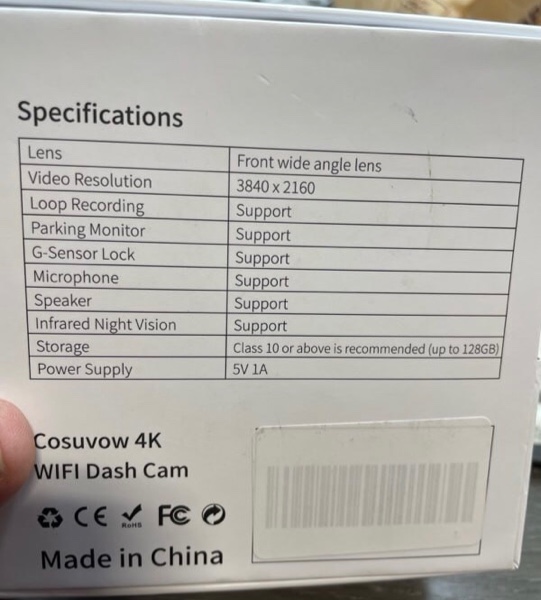 Specifications
Lens Front wide angle lens
Video Resolution 3840 x 2160
Loop Recording Support
Parking Monitor Support
G-Sensor Lock Support
Microphone Support
Speaker Support
Infrared Night Vision Support
Storage Class 10 or above is recommended (up to 128GB)
Power Supply 5V 1A
Cosuvow 4K
WIFI Dash Cam
CE RoHS FC
Made in China